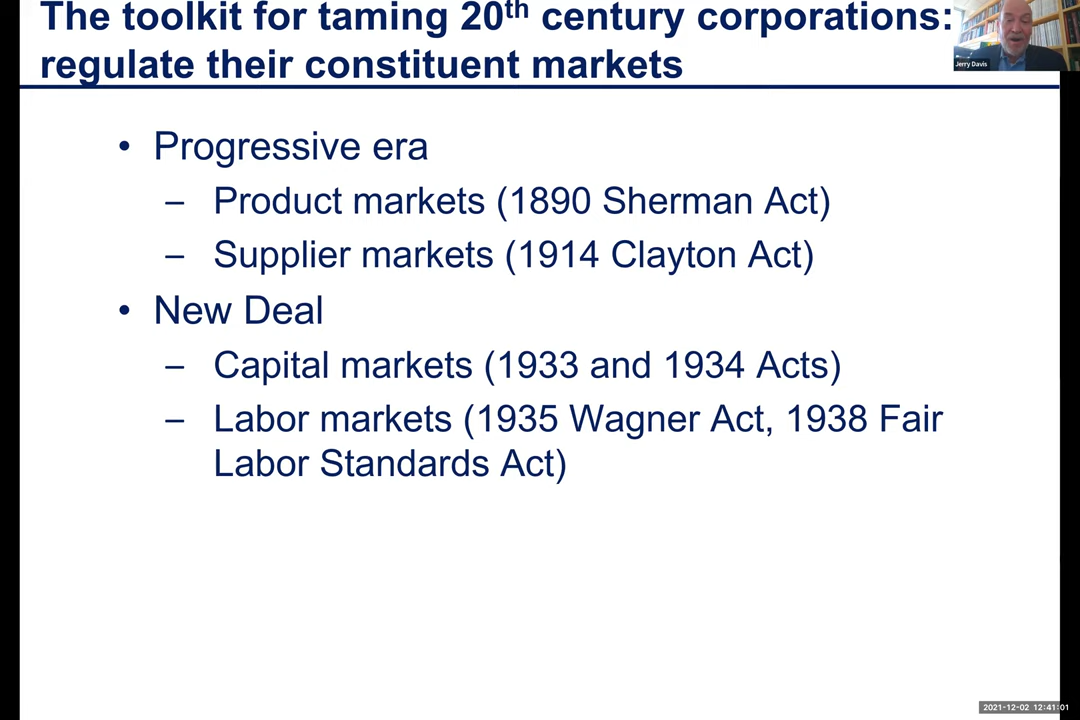 The toolkit for taming 20th century corporations:
regulate their constituent markets
Jerry Davis
• Progressive era
– Product markets (1890 Sherman Act)
– Supplier markets (1914 Clayton Act)
• New Deal
– Capital markets (1933 and 1934 Acts)
– Labor markets (1935 Wagner Act, 1938 Fair
Labor Standards Act)
2021-12-02 12:41:01